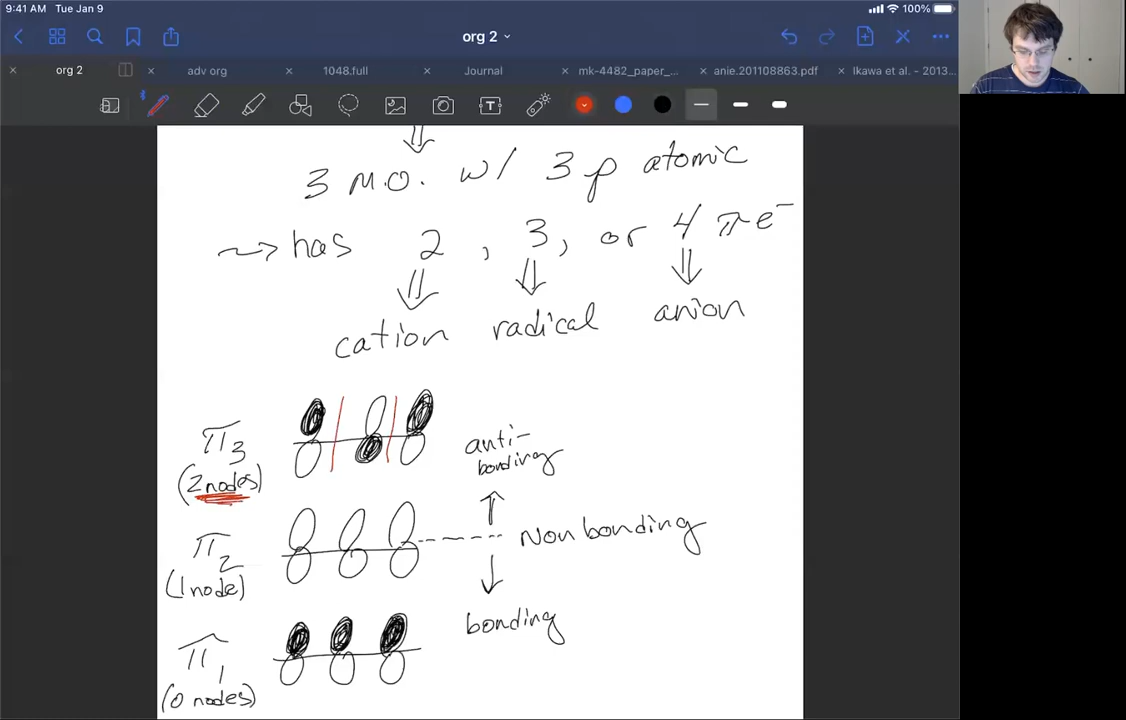 9:41 AM Tue Jan 9
100%
org 2
org 2
adv org
1048.full
Journal
mk-4482_paper_...
anie.201108863.pdf
Ikawa et al. - 2013...
T
3 M.O. w/ 3 p atomic
~> has 2, 3, or 4 πe⁻
cation radical anion
π₃
(2 nodes)
anti-
bonding
π₂
(1 node)
Nonbonding
bonding
π₁
(0 nodes)